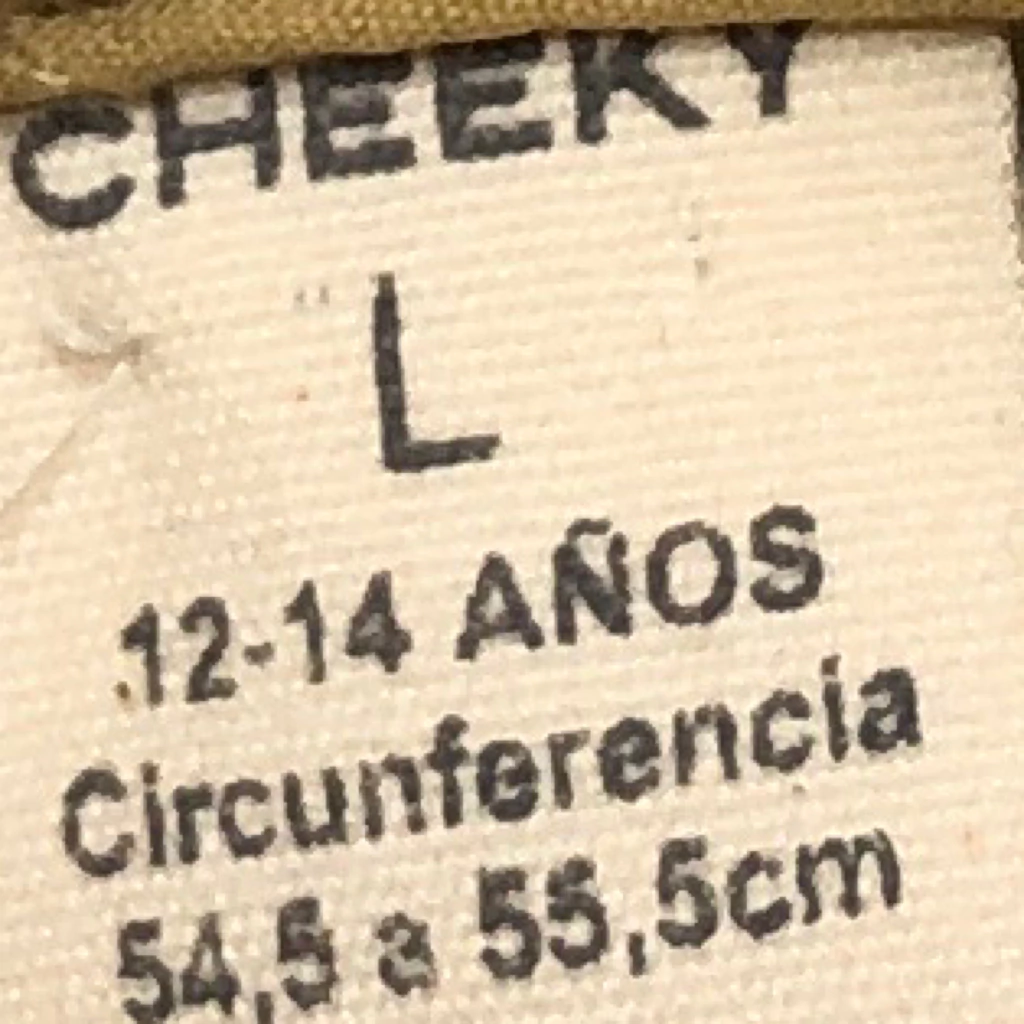 CHEEKY
L
12-14 AÑOS
Circunferencia
54,5 a 55,5cm